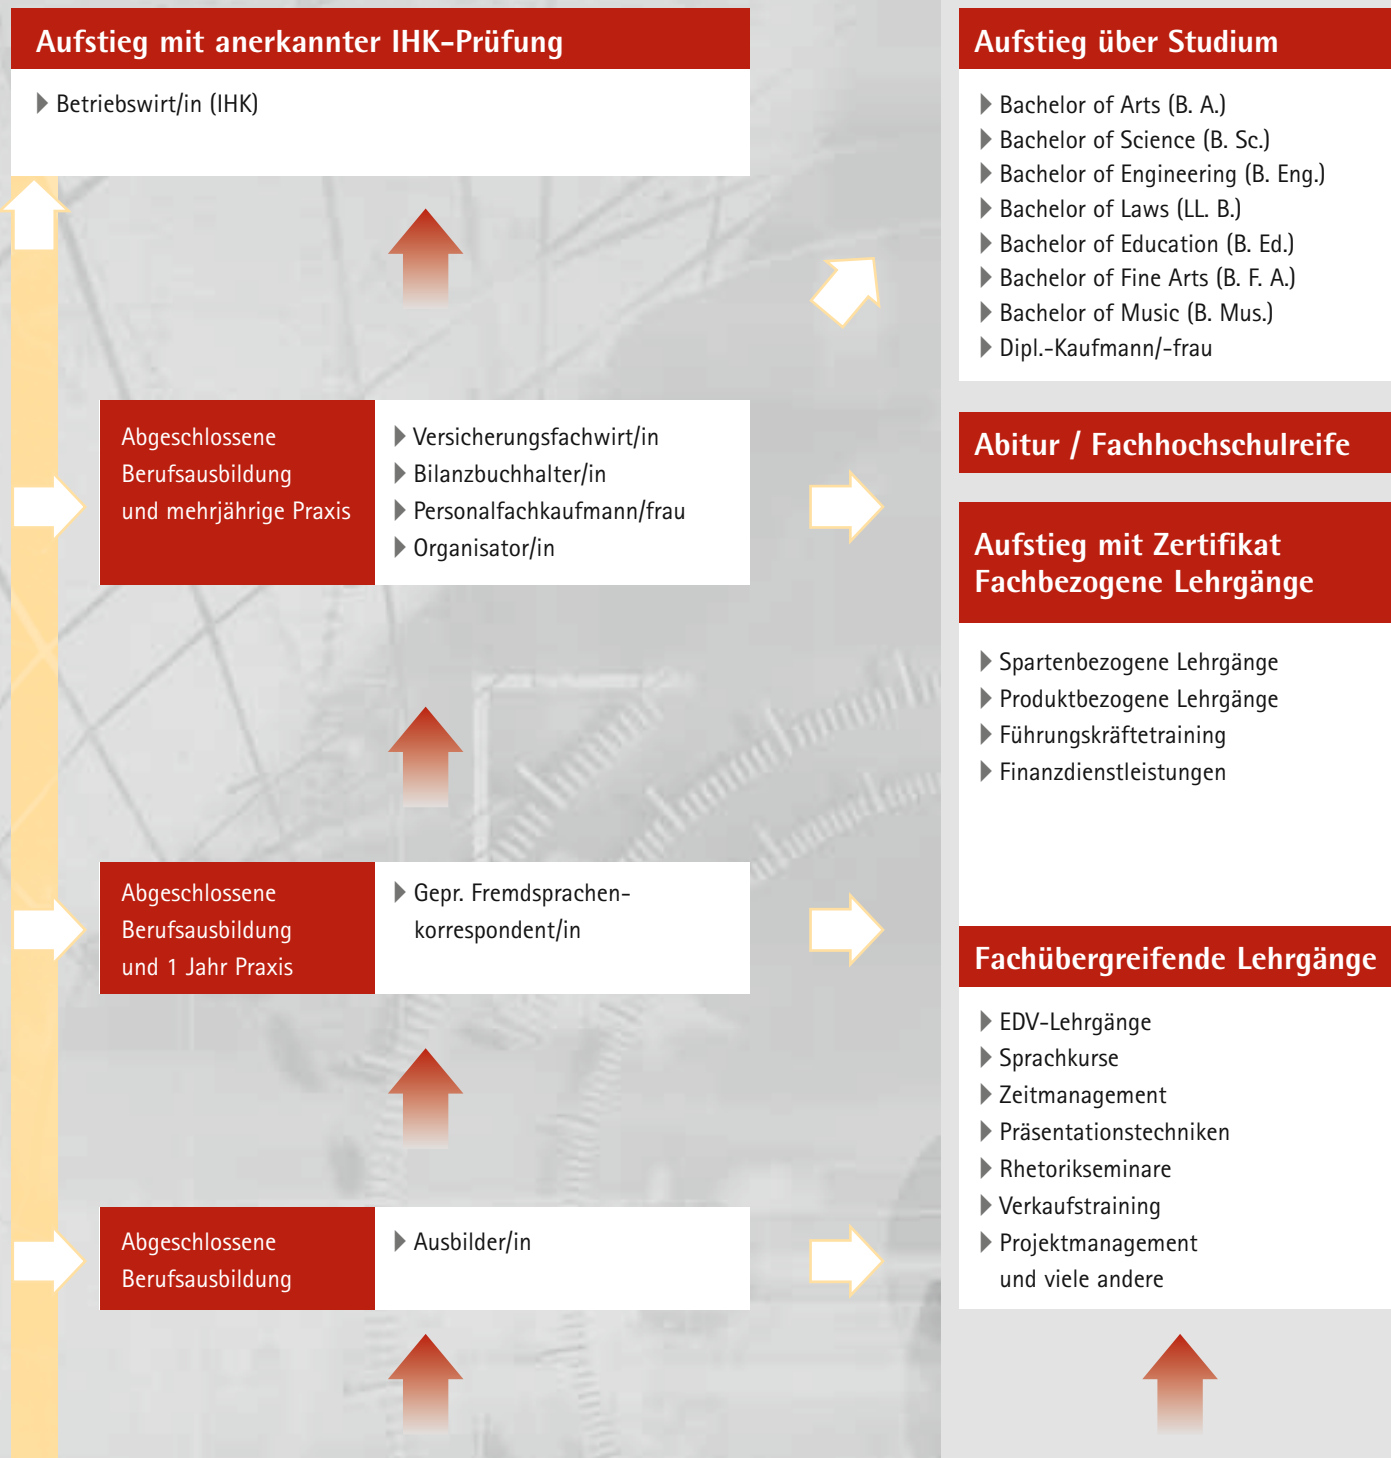 Aufstieg mit anerkannter IHK-Prüfung
Betriebswirt/in (IHK)
Abgeschlossene
Berufsausbildung
und mehrjährige Praxis
Versicherungsfachwirt/in
Bilanzbuchhalter/in
Personalfachkaufmann/frau
Organisator/in
Abgeschlossene
Berufsausbildung
und 1 Jahr Praxis
Gepr. Fremdsprachen-
korrespondent/in
Abgeschlossene
Berufsausbildung
Ausbilder/in
Aufstieg über Studium
Bachelor of Arts (B. A.)
Bachelor of Science (B. Sc.)
Bachelor of Engineering (B. Eng.)
Bachelor of Laws (LL. B.)
Bachelor of Education (B. Ed.)
Bachelor of Fine Arts (B. F. A.)
Bachelor of Music (B. Mus.)
Dipl.-Kaufmann/-frau
Abitur / Fachhochschulreife
Aufstieg mit Zertifikat
Fachbezogene Lehrgänge
Spartenbezogene Lehrgänge
Produktbezogene Lehrgänge
Führungskräftetraining
Finanzdienstleistungen
Fachübergreifende Lehrgänge
EDV-Lehrgänge
Sprachkurse
Zeitmanagement
Präsentationstechniken
Rhetorikseminare
Verkaufstraining
Projektmanagement
und viele andere